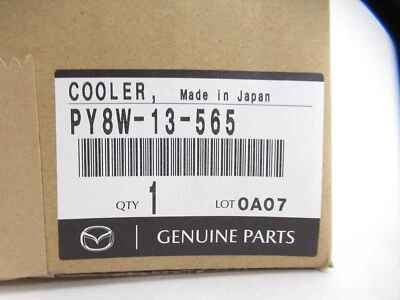 COOLER, Made in Japan
PY8W-13-565
QTY 1 LOT 0A07
GENUINE PARTS